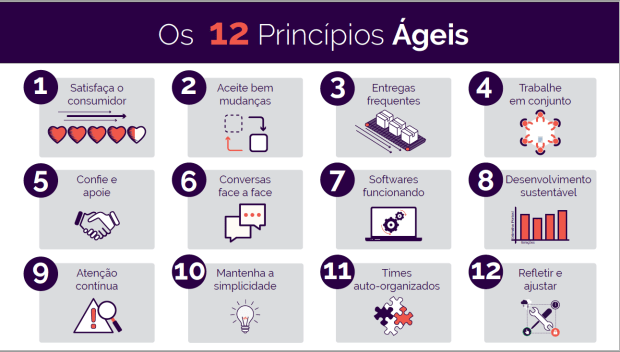 Os 12 Princípios Ágeis
1
Satisfaça o
consumidor
2
Aceite bem
mudanças
3
Entregas
frequentes
4
Trabalhe
em conjunto
5
Confie e
apoie
6
Conversas
face a face
7
Softwares
funcionando
8
Desenvolvimento
sustentável
9
Atenção
contínua
10
Mantenha a
simplicidade
11
Times
auto-organizados
12
Refletir e
ajustar